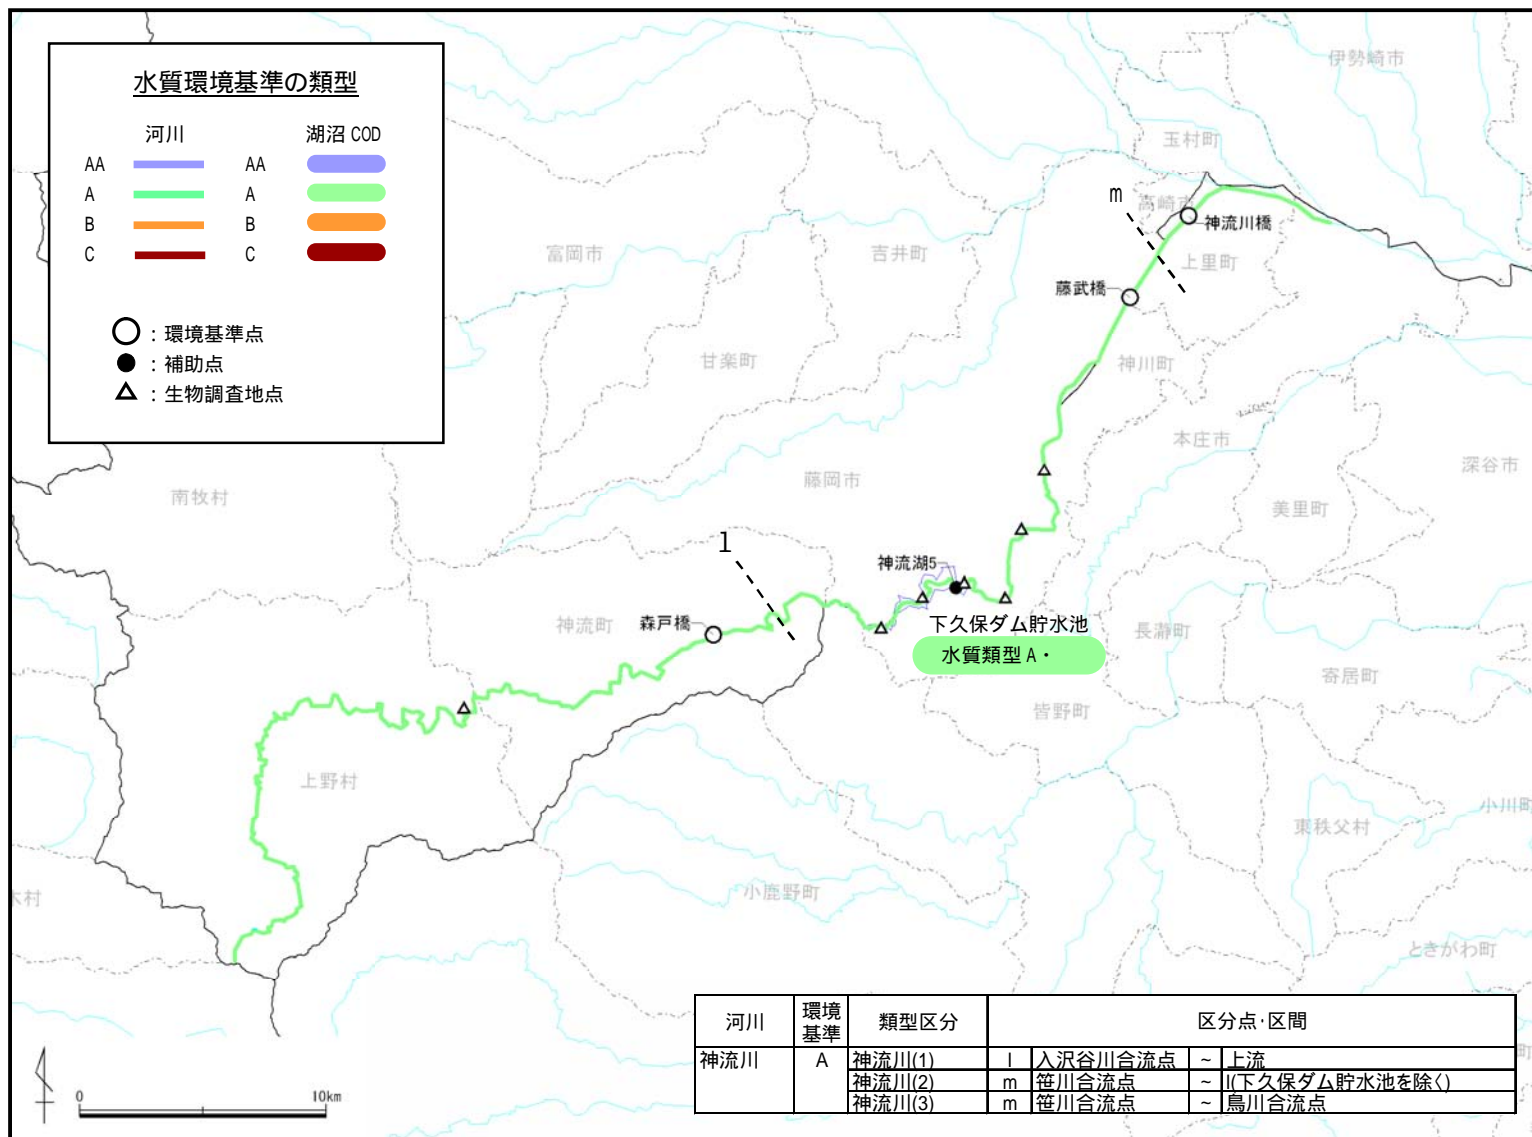 水質環境基準の類型
河川 湖沼 COD
AA AA
A A
B B
C C
：環境基準点
：補助点
：生物調査地点
伊勢崎市
玉村町
高崎市
m
神流川橋
上里町
富岡市
吉井町
藤武橋
甘楽町
神川町
本庄市
深谷市
藤岡市
南牧村
美里町
l
神流湖5
下久保ダム貯水池
水質類型 A・
神流町
森戸橋
長瀞町
寄居町
皆野町
上野村
小川町
東秩父村
木村
小鹿野町
ときがわ町
河川 環境基準 類型区分 区分点・区間
神流川 A 神流川(1) l 入沢谷川合流点 ~ 上流
神流川(2) m 笹川合流点 ~ l(下久保ダム貯水池を除く)
神流川(3) m 笹川合流点 ~ 烏川合流点
町
0 10km